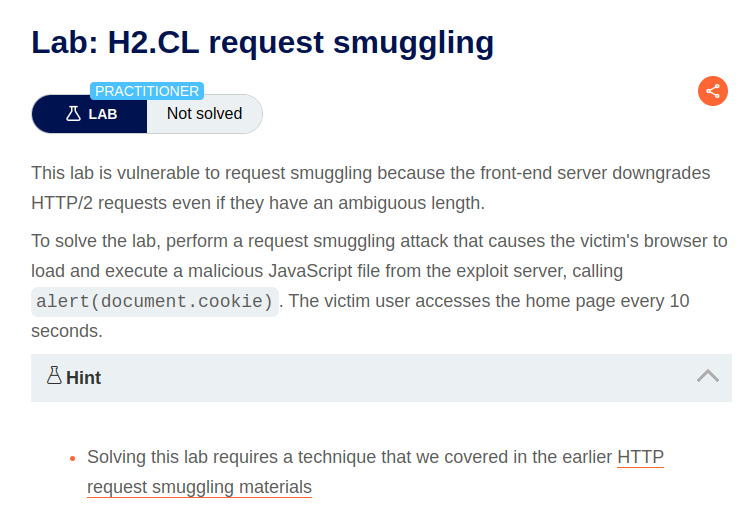 Lab: H2.CL request smuggling
PRACTITIONER
LAB
Not solved
This lab is vulnerable to request smuggling because the front-end server downgrades
HTTP/2 requests even if they have an ambiguous length.
To solve the lab, perform a request smuggling attack that causes the victim's browser to
load and execute a malicious JavaScript file from the exploit server, calling
alert(document.cookie). The victim user accesses the home page every 10
seconds.
Hint
• Solving this lab requires a technique that we covered in the earlier HTTP
request smuggling materials